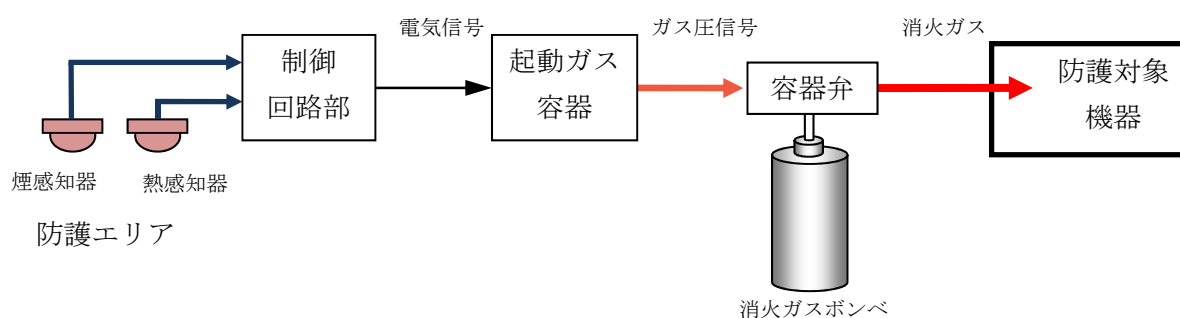 電気信号
ガス圧信号
消火ガス
制御
回路部
起動ガス
容器
容器弁
防護対象
機器
煙感知器
熱感知器
防護エリア
消火ガスボンベ